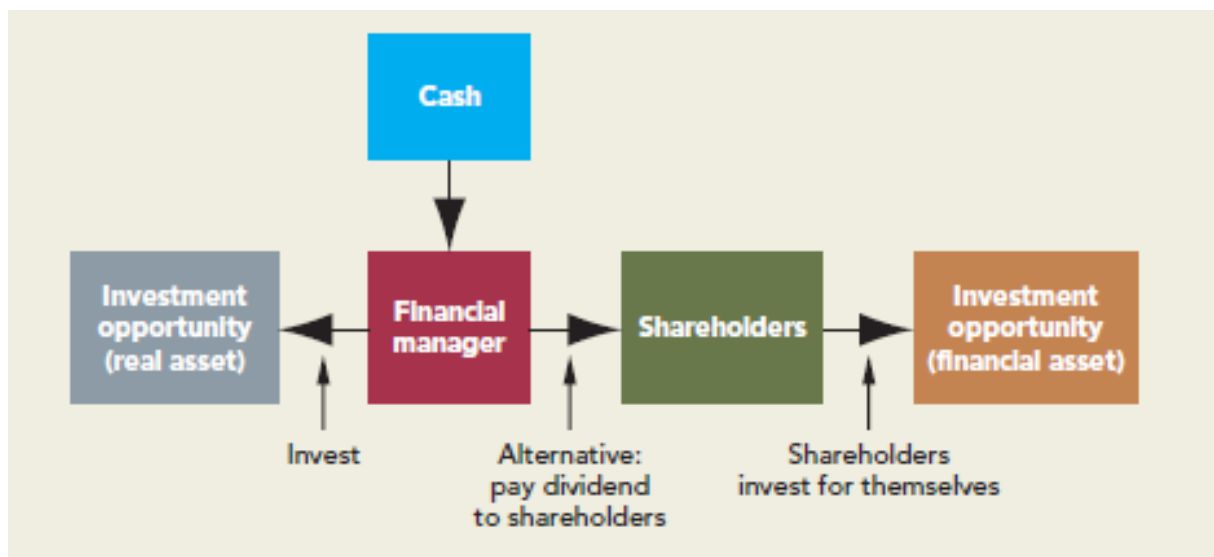 Cash
Investment
opportunity
(real asset)
Financial
manager
Shareholders
Investment
opportunity
(financial asset)
Invest
Alternative:
pay dividend
to shareholders
Shareholders
invest for themselves